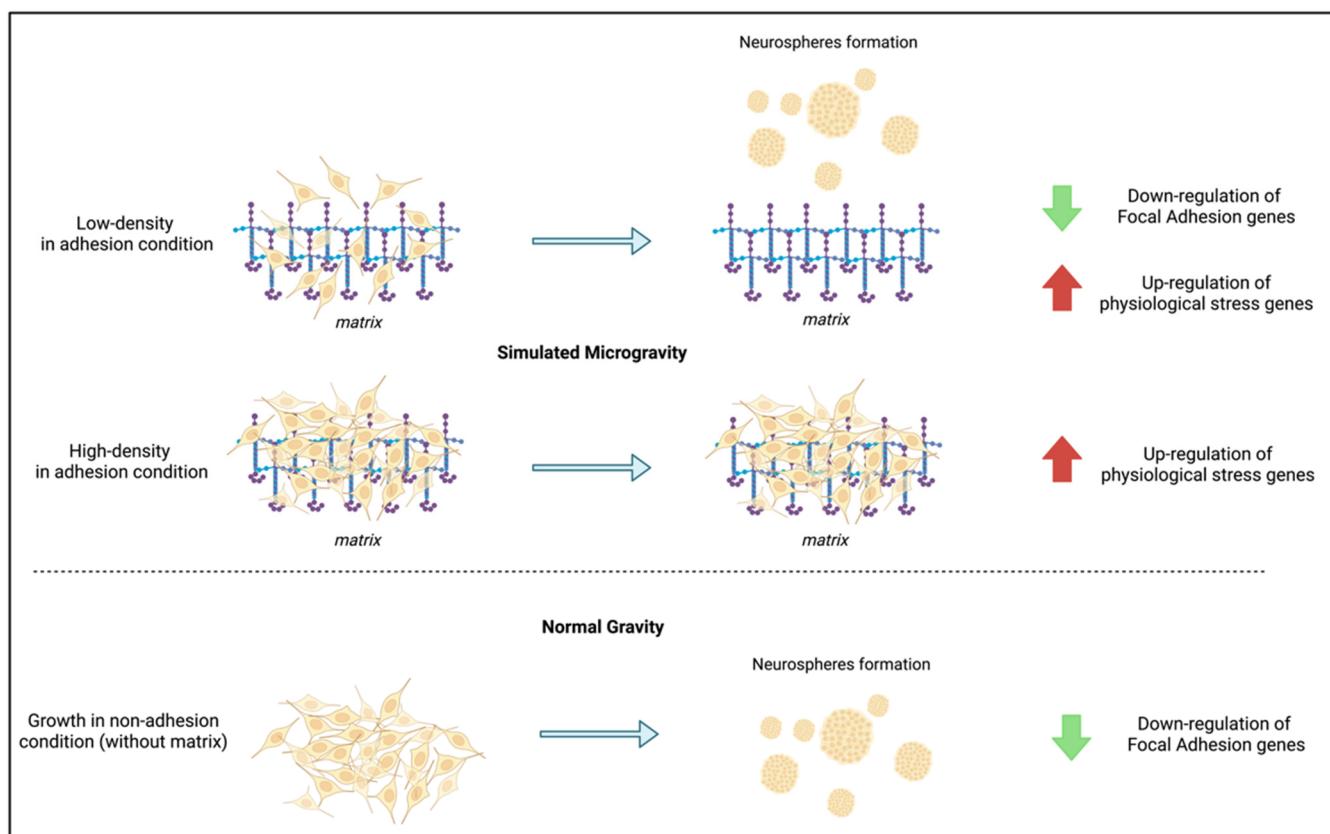 Neurospheres formation
Low-density
in adhesion condition
matrix
matrix
Down-regulation of
Focal Adhesion genes
Up-regulation of
physiological stress genes
Simulated Microgravity
High-density
in adhesion condition
matrix
matrix
Up-regulation of
physiological stress genes
Normal Gravity
Neurospheres formation
Growth in non-adhesion
condition (without matrix)
Down-regulation of
Focal Adhesion genes